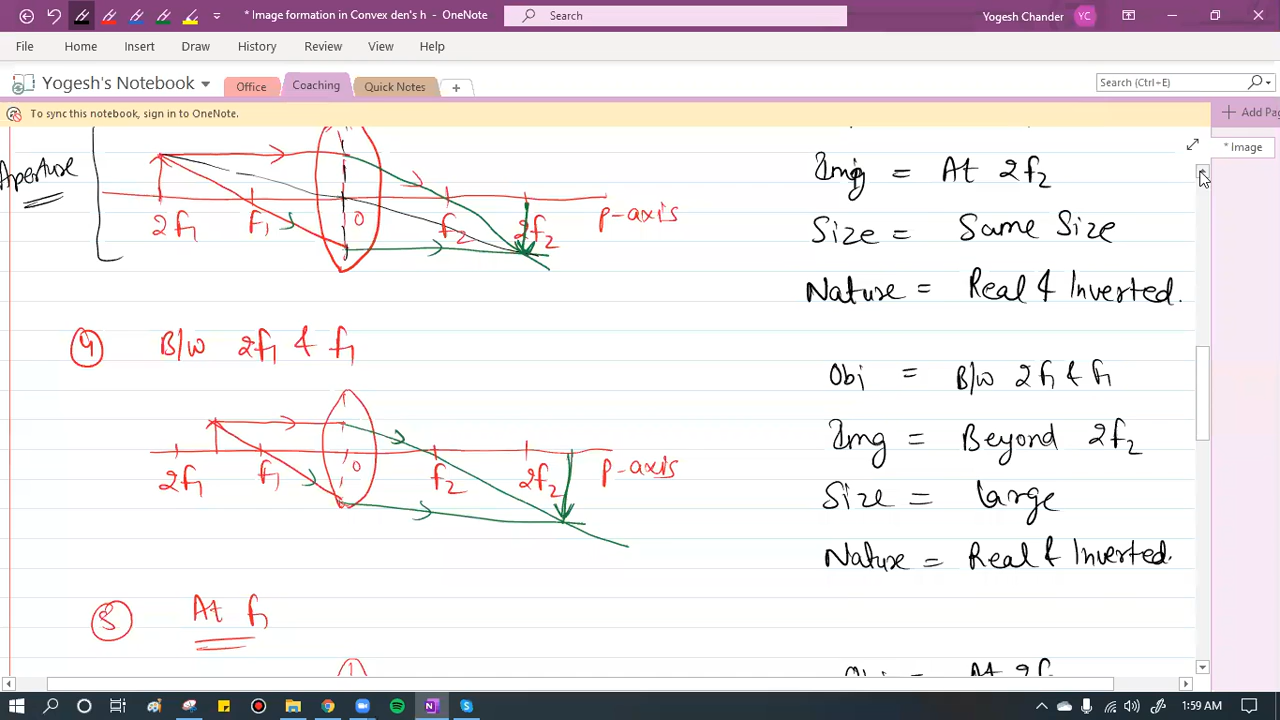 * Image formation in Convex den's h - OneNote
Search
Yogesh Chander
YC
File
Home
Insert
Draw
History
Review
View
Help
Yogesh's Notebook
Office
Coaching
Quick Notes
Search (Ctrl+E)
To sync this notebook, sign in to OneNote.
Add Pag
* Image
Aperture
2f1 F1 O f2 2f2 P-axis
Img = At 2f2
Size = Same Size
Nature = Real & Inverted.
4 B/w 2f1 & f1
2f1 f1 O f2 2f2 P-axis
Obj = B/w 2f1 & f1
Img = Beyond 2f2
Size = large
Nature = Real & Inverted.
5 At f1
1:59 AM